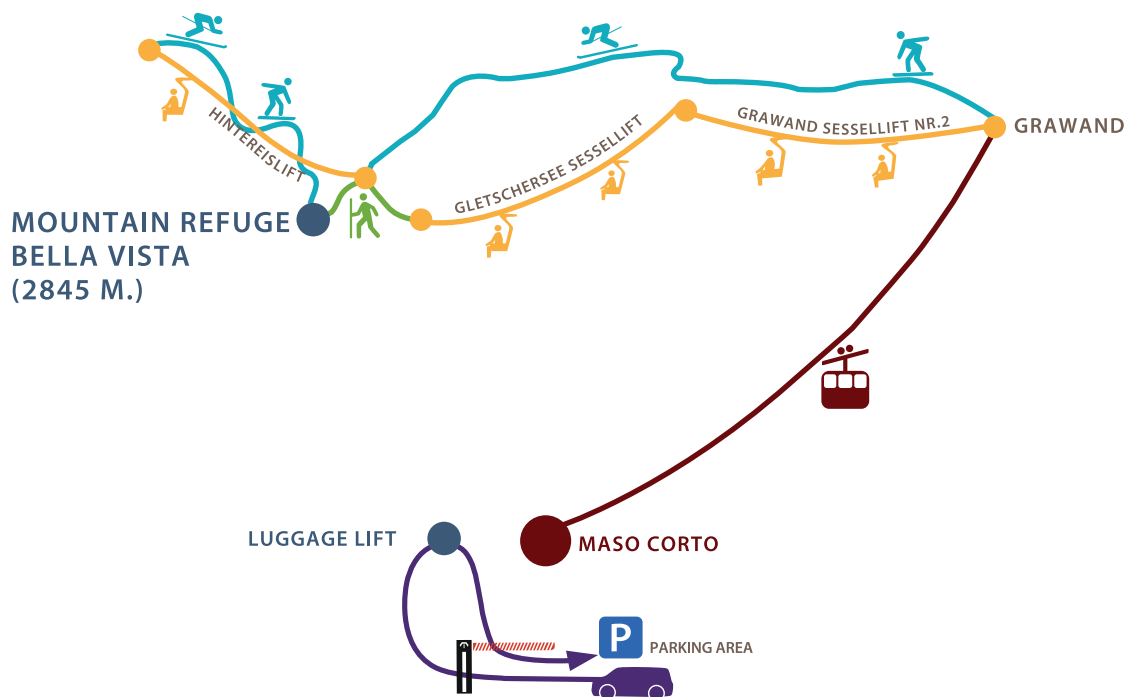 HINTEREISLIFT
GLETSCHERSEE SESSELLIFT
GRAWAND SESSELLIFT NR.2
GRAWAND
MOUNTAIN REFUGE
BELLA VISTA
(2845 M.)
LUGGAGE LIFT
MASO CORTO
P
PARKING AREA